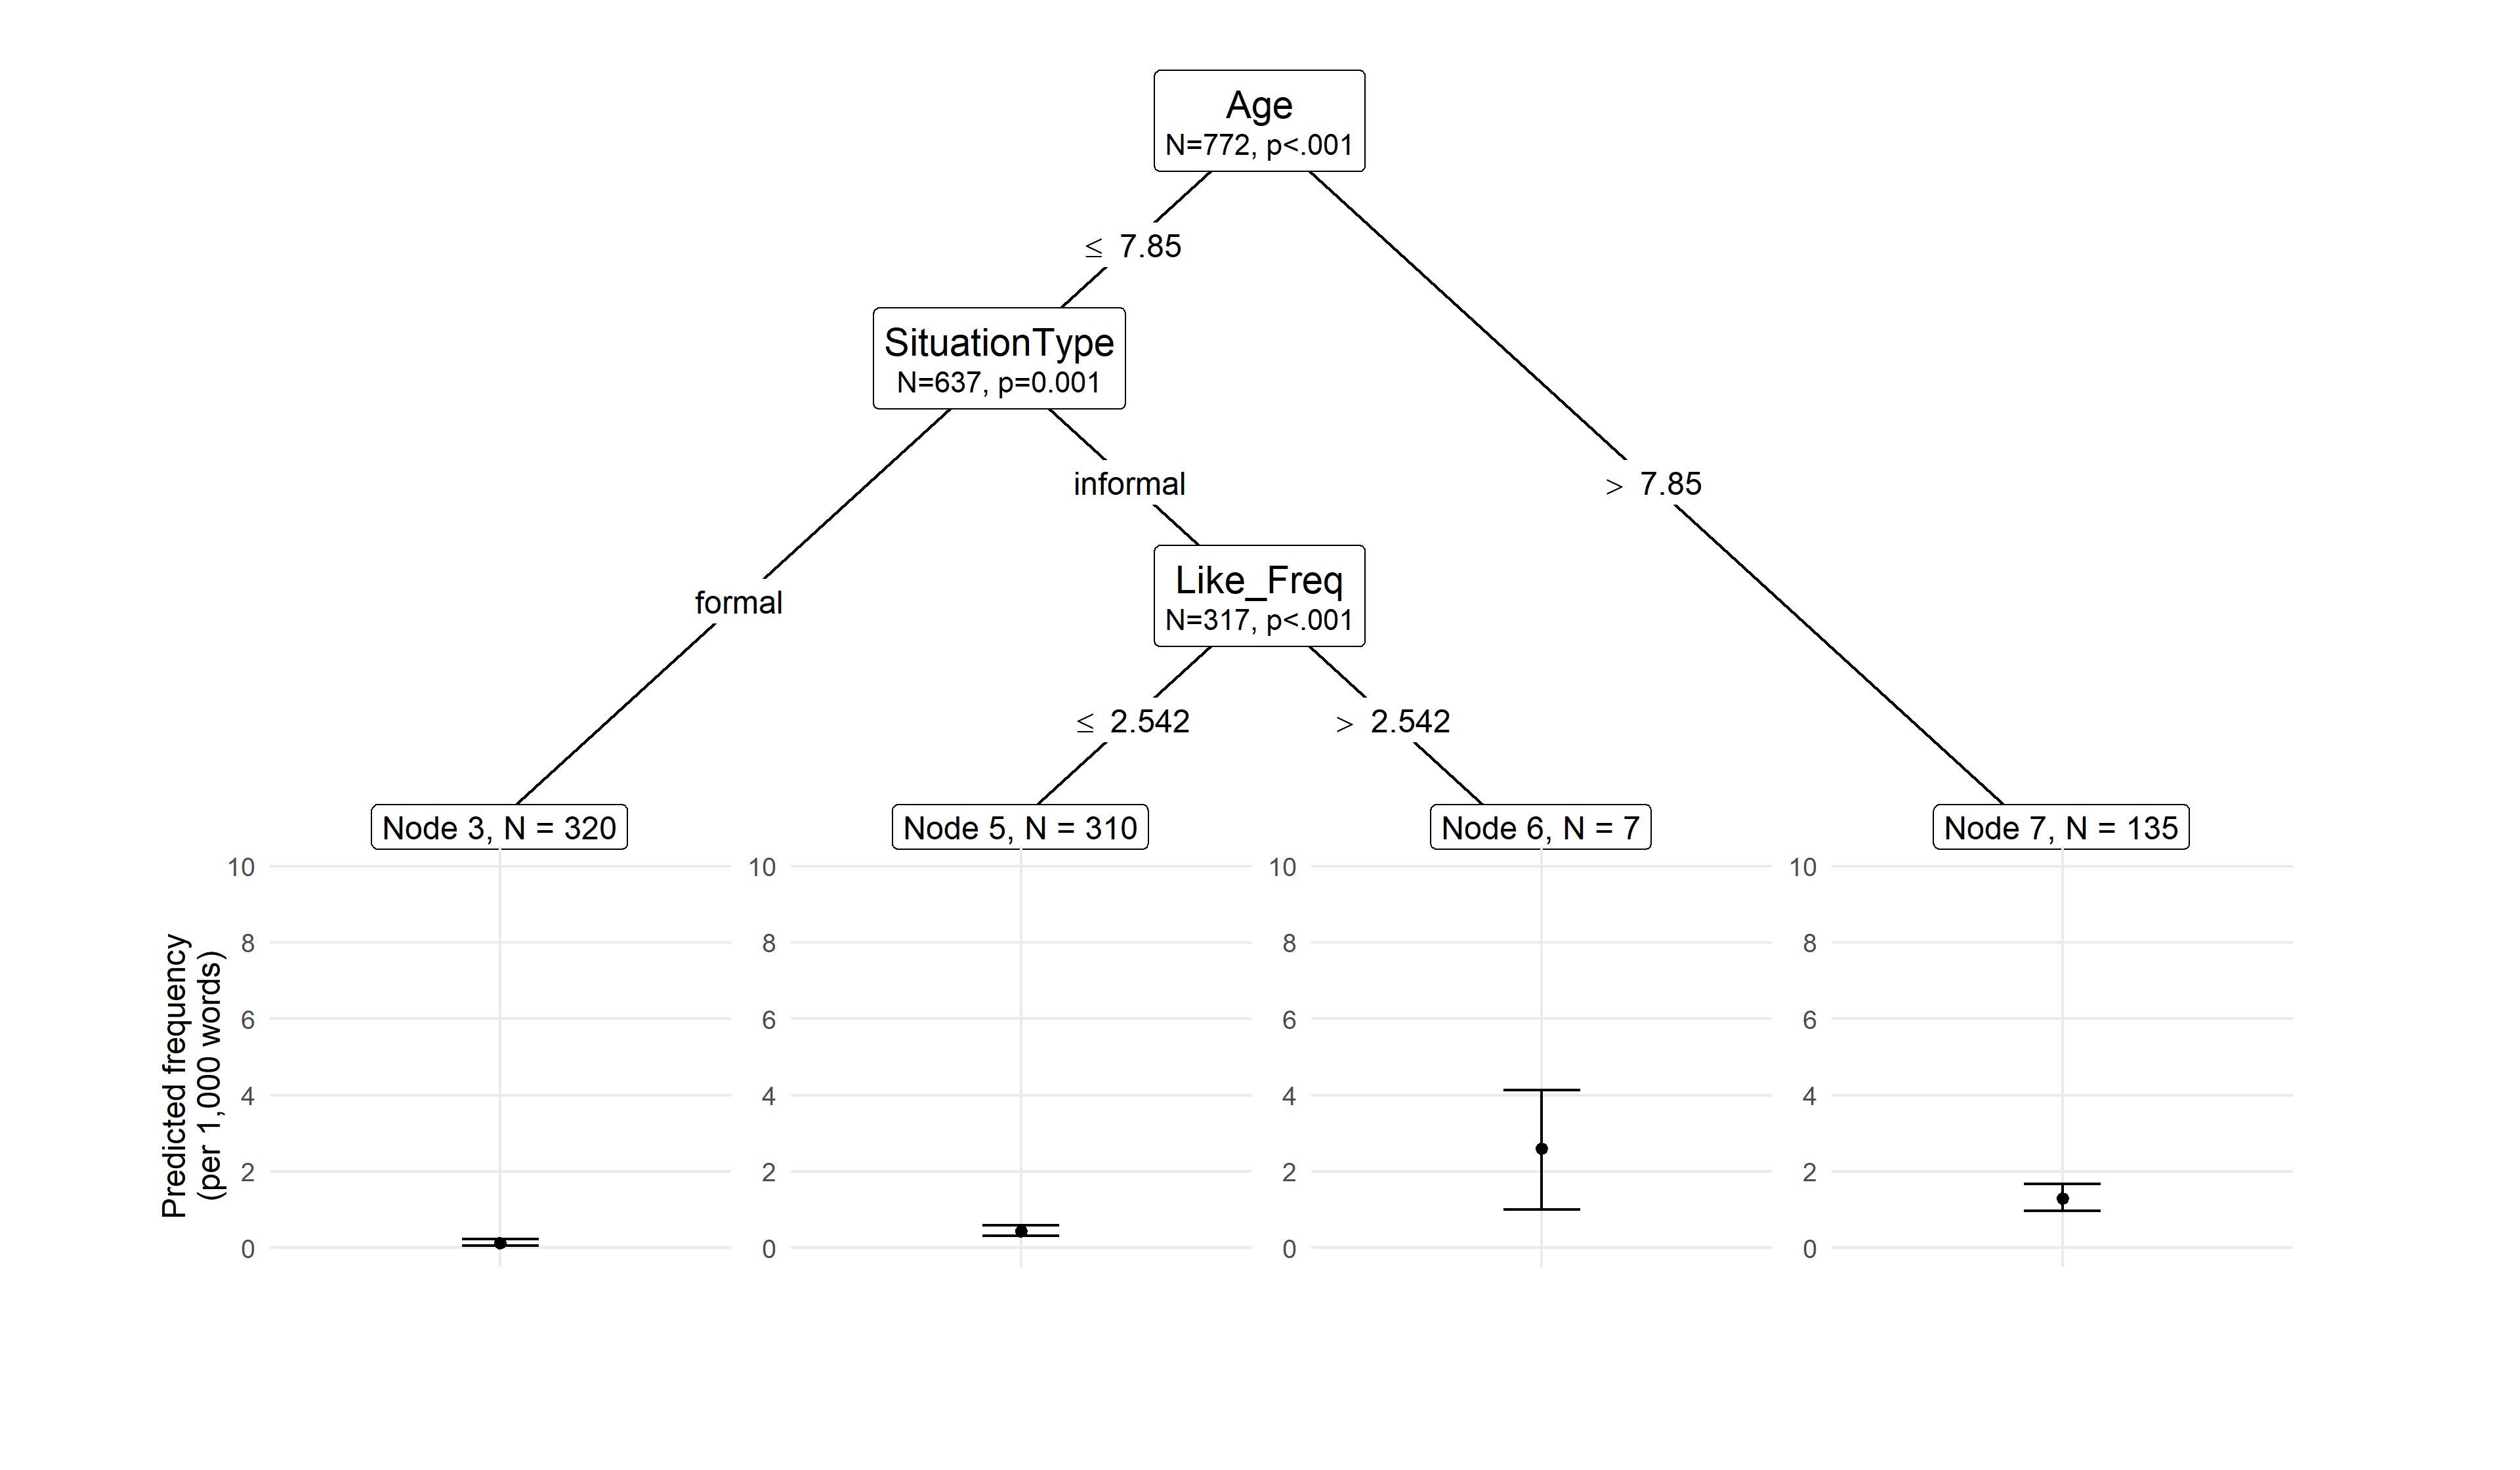 Age
N=772, p<.001
≤ 7.85
SituationType
N=637, p=0.001
informal
> 7.85
Like_Freq
N=317, p<.001
formal
≤ 2.542
> 2.542
Node 3, N = 320
Node 5, N = 310
Node 6, N = 7
Node 7, N = 135
Predicted frequency
(per 1,000 words)
10
8
6
4
2
0
10
8
6
4
2
0
10
8
6
4
2
0
10
8
6
4
2
0